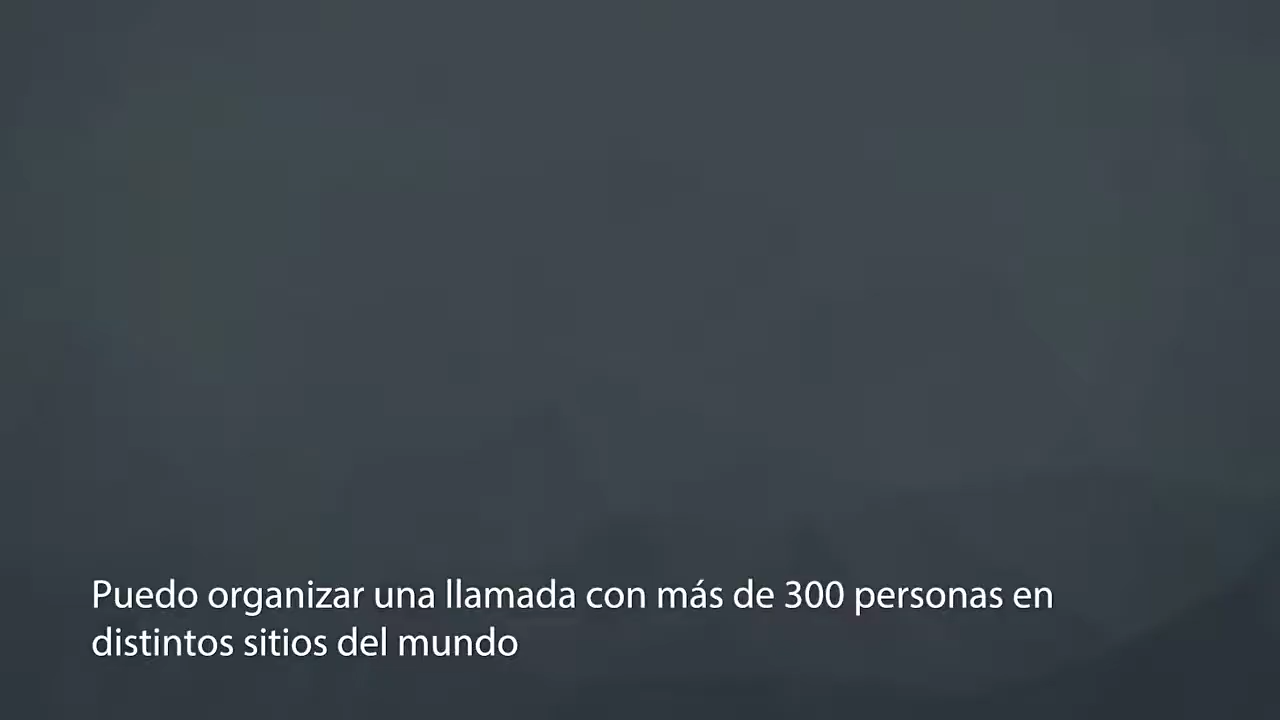 Puedo organizar una llamada con más de 300 personas en
distintos sitios del mundo